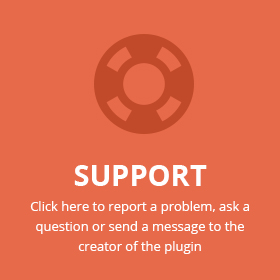 SUPPORT
Click here to report a problem, ask a
question or send a message to the
creator of the plugin